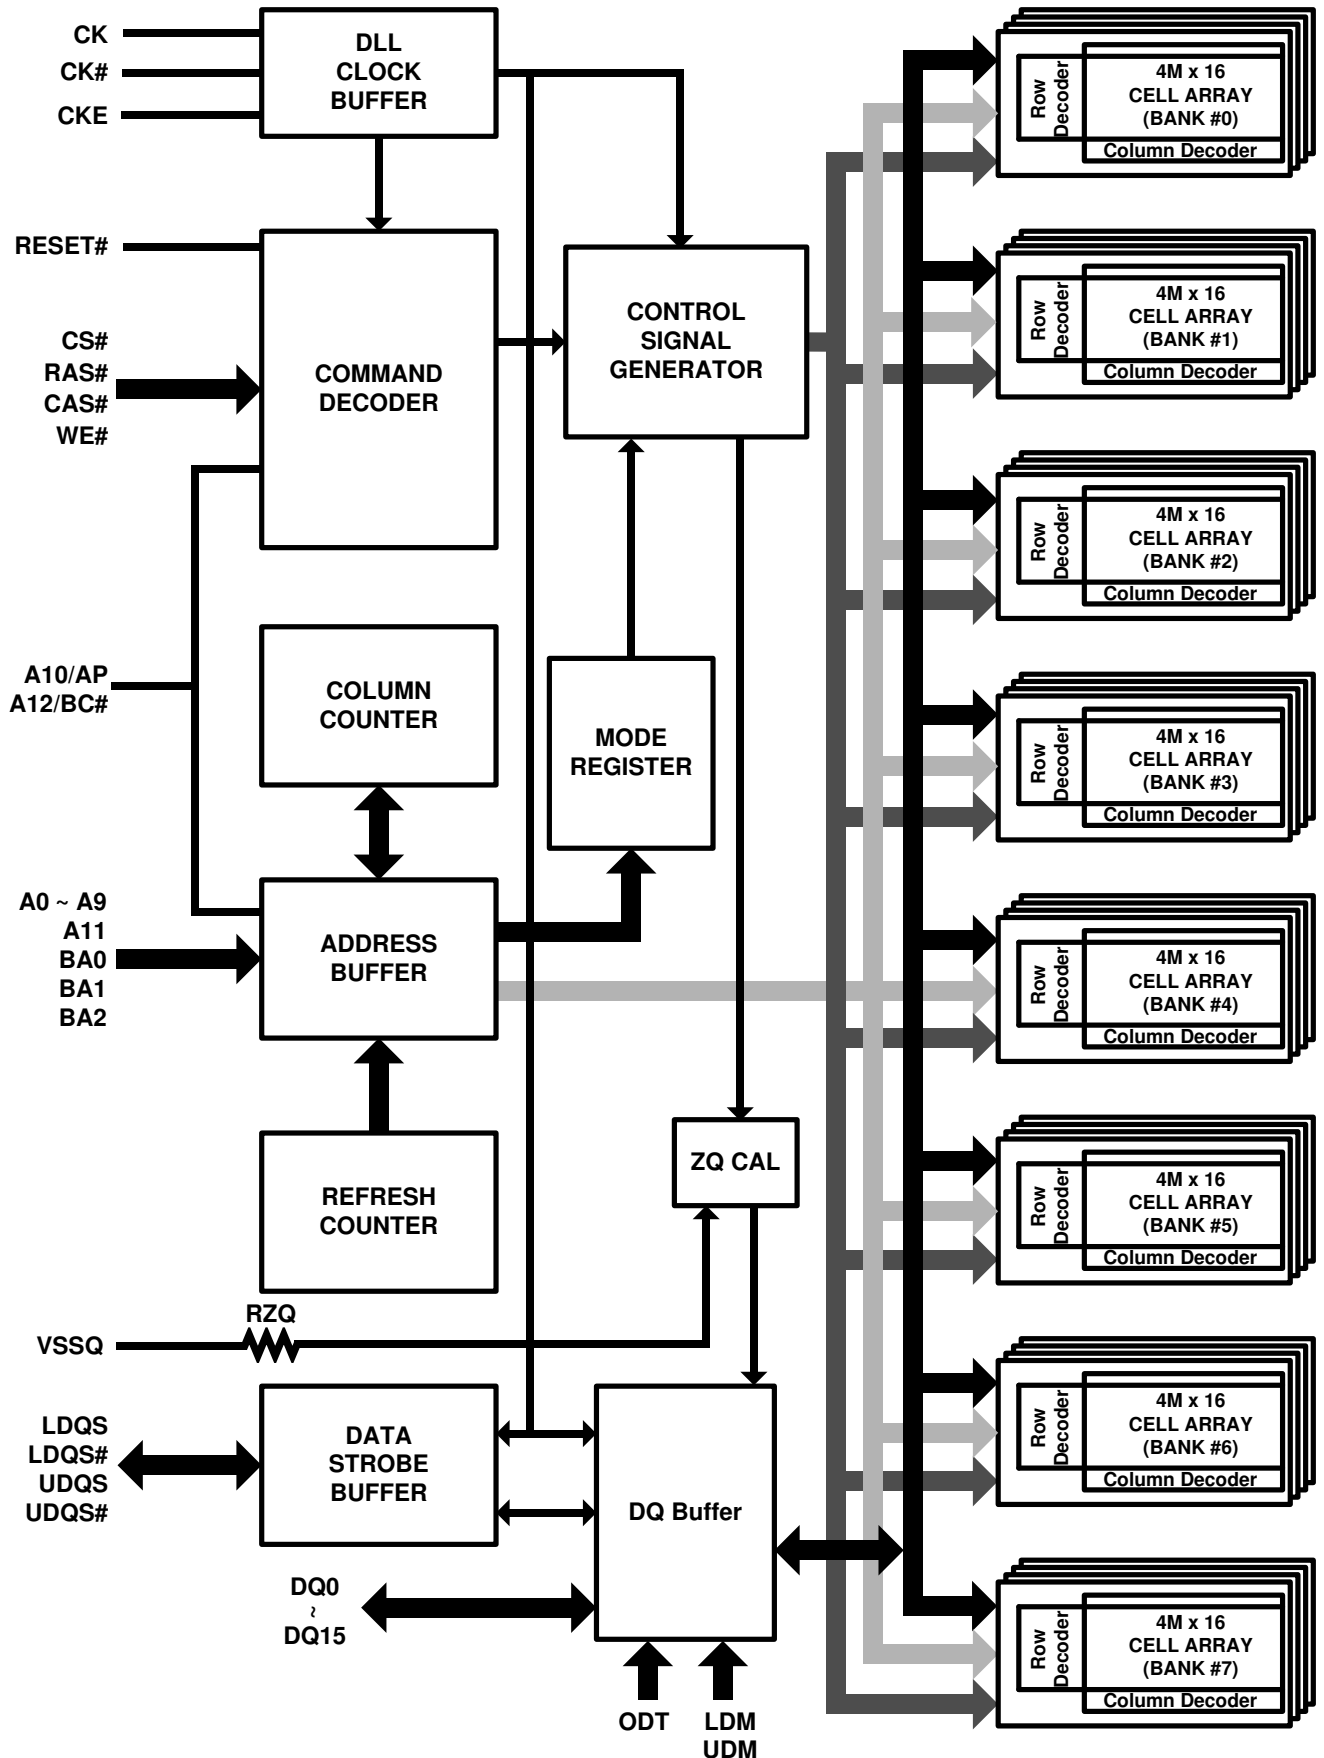 CK
CK#
CKE
DLL
CLOCK
BUFFER
RESET#
CS#
RAS#
CAS#
WE#
COMMAND
DECODER
CONTROL
SIGNAL
GENERATOR
A10/AP
A12/BC#
COLUMN
COUNTER
MODE
REGISTER
A0 ~ A9
A11
BA0
BA1
BA2
ADDRESS
BUFFER
REFRESH
COUNTER
ZQ CAL
RZQ
VSSQ
LDQS
LDQS#
UDQS
UDQS#
DATA
STROBE
BUFFER
DQ Buffer
DQ0
~
DQ15
ODT
LDM
UDM
Row
Decoder
4M x 16
CELL ARRAY
(BANK #0)
Column Decoder
Row
Decoder
4M x 16
CELL ARRAY
(BANK #1)
Column Decoder
Row
Decoder
4M x 16
CELL ARRAY
(BANK #2)
Column Decoder
Row
Decoder
4M x 16
CELL ARRAY
(BANK #3)
Column Decoder
Row
Decoder
4M x 16
CELL ARRAY
(BANK #4)
Column Decoder
Row
Decoder
4M x 16
CELL ARRAY
(BANK #5)
Column Decoder
Row
Decoder
4M x 16
CELL ARRAY
(BANK #6)
Column Decoder
Row
Decoder
4M x 16
CELL ARRAY
(BANK #7)
Column Decoder